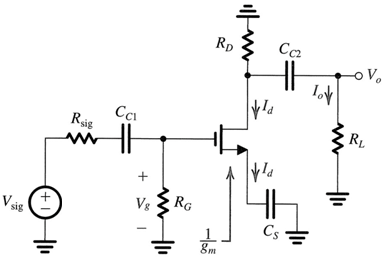 R_D
C_C2
V_o
I_o
I_d
R_sig
C_C1
R_L
+
I_d
V_sig
+
−
V_g
R_G
−
1/g_m
C_S